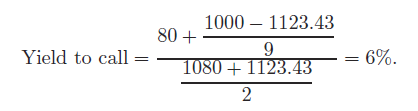 1000 − 1123.43
80 +
9
Yield to call =
= 6%.
1080 + 1123.43
2